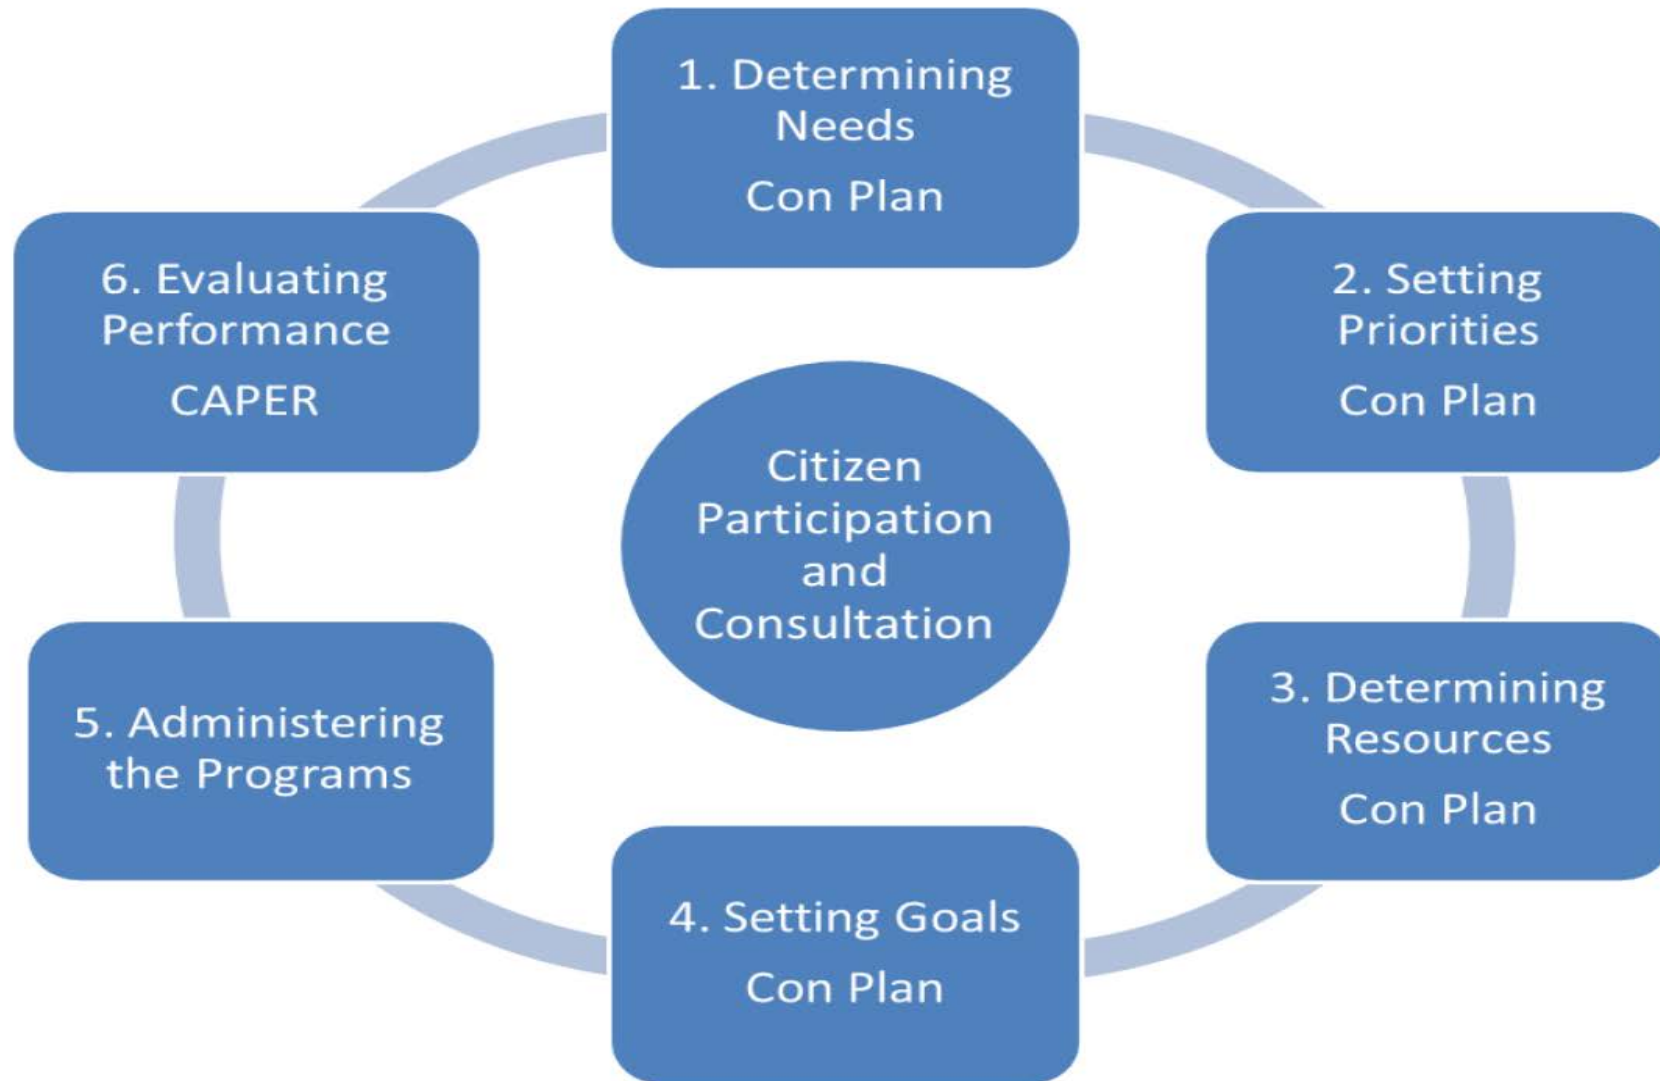 1. Determining
Needs
Con Plan
2. Setting
Priorities
Con Plan
3. Determining
Resources
Con Plan
4. Setting Goals
Con Plan
5. Administering
the Programs
6. Evaluating
Performance
CAPER
Citizen
Participation
and
Consultation